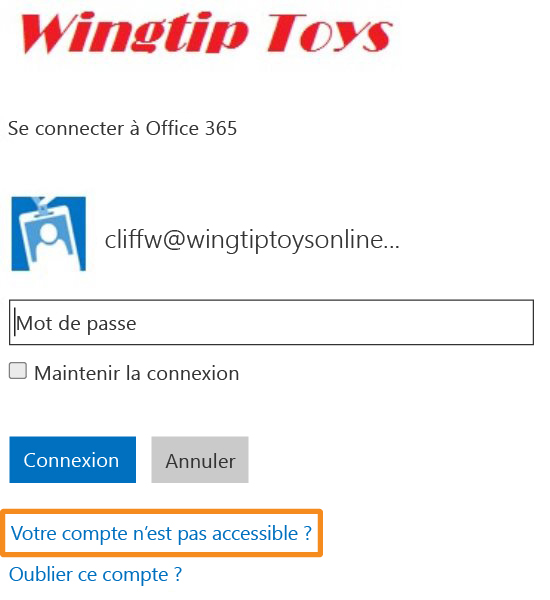 Wingtip Toys
Se connecter à Office 365
cliffw@wingtiptoysonline...
Mot de passe
Maintenir la connexion
Connexion
Annuler
Votre compte n’est pas accessible ?
Oublier ce compte ?